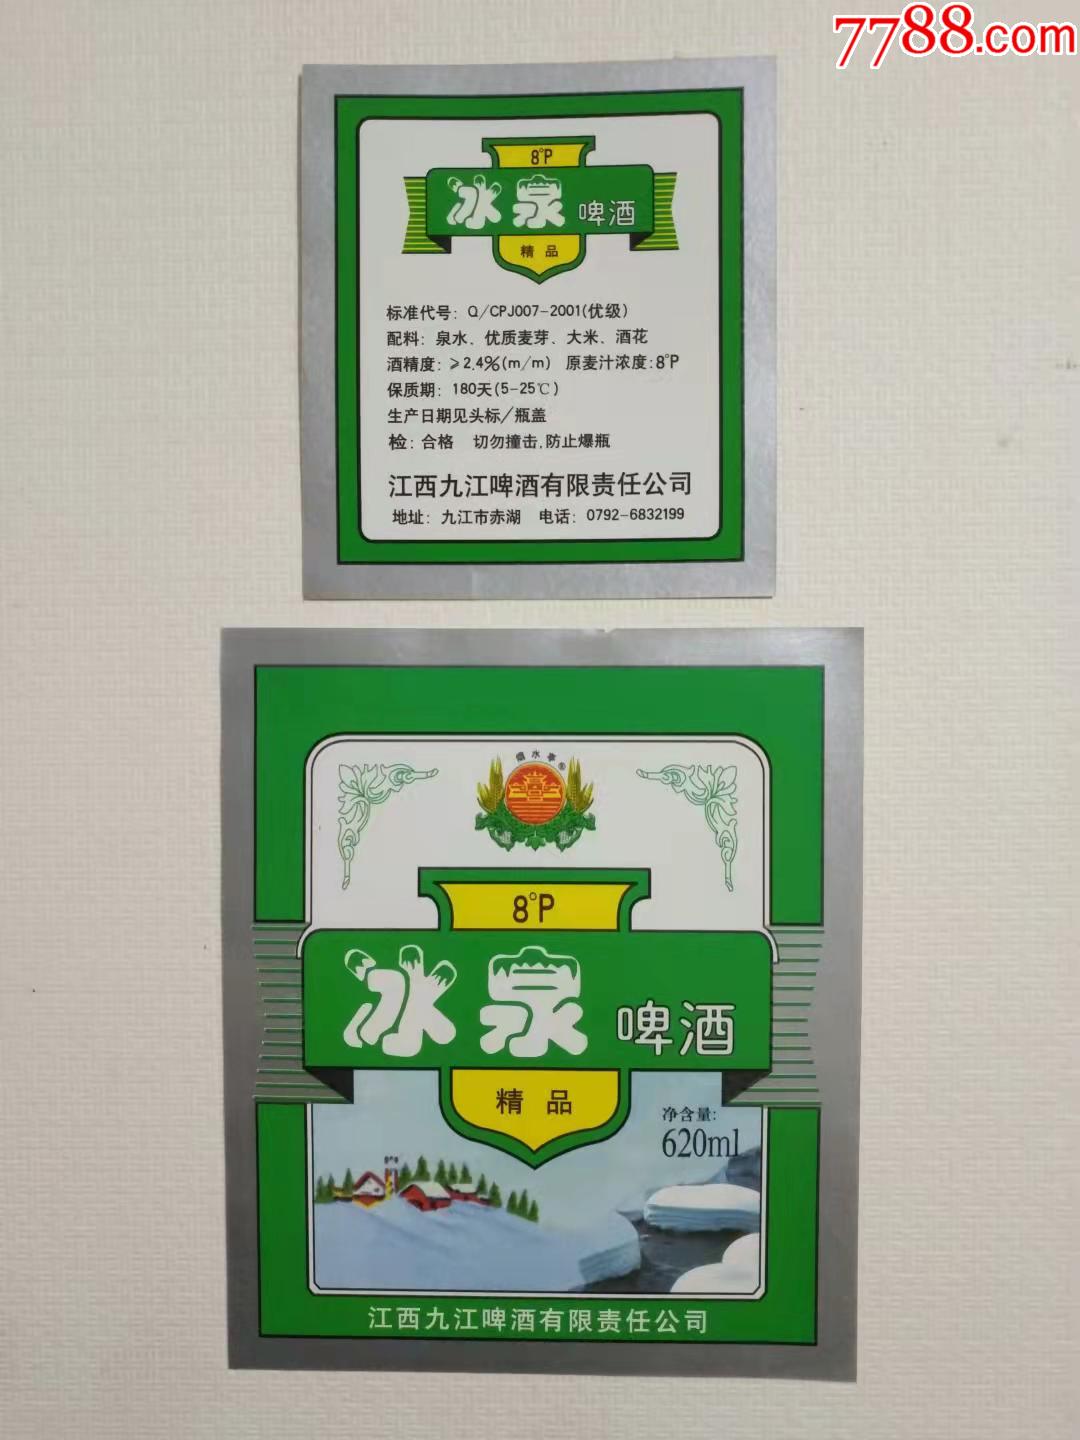 7788.com
8°P
冰泉啤酒
精品
标准代号: Q/CPJ007-2001(优级)
配料: 泉水、优质麦芽、大米、酒花
酒精度: ≥2.4%(m/m) 原麦汁浓度:8°P
保质期: 180天(5-25℃)
生产日期见头标/瓶盖
检: 合格 切勿撞击,防止爆瓶
江西九江啤酒有限责任公司
地址: 九江市赤湖 电话: 0792-6832199
烟水亭®
8°P
冰泉啤酒
精品
净含量:
620ml
江西九江啤酒有限责任公司